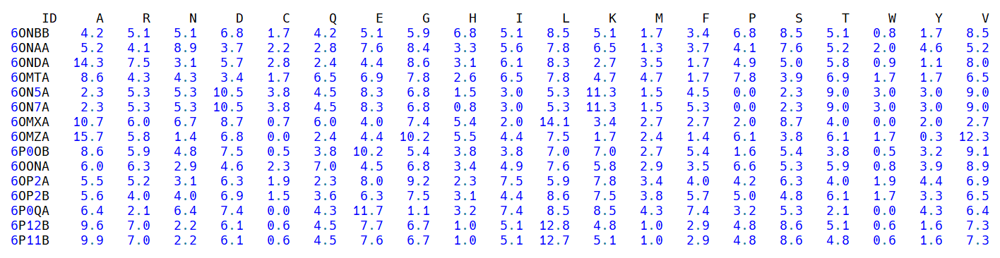 ID A R N D C Q E G H I L K M F P S T W Y V
6ONBB 4.2 5.1 5.1 6.8 1.7 4.2 5.1 5.9 6.8 5.1 8.5 5.1 1.7 3.4 6.8 8.5 5.1 0.8 1.7 8.5
6ONAA 5.2 4.1 8.9 3.7 2.2 2.8 7.6 8.4 3.3 5.6 7.8 6.5 1.3 3.7 4.1 7.6 5.2 2.0 4.6 5.2
6ONDA 14.3 7.5 3.1 5.7 2.8 2.4 4.4 8.6 3.1 6.1 8.3 2.7 3.5 1.7 4.9 5.0 5.8 0.9 1.1 8.0
6OMTA 8.6 4.3 4.3 3.4 1.7 6.5 6.9 7.8 2.6 6.5 7.8 4.7 4.7 1.7 7.8 3.9 6.9 1.7 1.7 6.5
6ON5A 2.3 5.3 5.3 10.5 3.8 4.5 8.3 6.8 1.5 3.0 5.3 11.3 1.5 4.5 0.0 2.3 9.0 3.0 3.0 9.0
6ON7A 2.3 5.3 5.3 10.5 3.8 4.5 8.3 6.8 0.8 3.0 5.3 11.3 1.5 5.3 0.0 2.3 9.0 3.0 3.0 9.0
6OMXA 10.7 6.0 6.7 8.7 0.7 6.0 4.0 7.4 5.4 2.0 14.1 3.4 2.7 2.7 2.0 8.7 4.0 0.0 2.0 2.7
6OMZA 15.7 5.8 1.4 6.8 0.0 2.4 4.4 10.2 5.5 4.4 7.5 1.7 2.4 1.4 6.1 3.8 6.1 1.7 0.3 12.3
6P0OB 8.6 5.9 4.8 7.5 0.5 3.8 10.2 5.4 3.8 3.8 7.0 7.0 2.7 5.4 1.6 5.4 3.8 0.5 3.2 9.1
6OONA 6.0 6.3 2.9 4.6 2.3 7.0 4.5 6.8 3.4 4.9 7.6 5.8 2.9 3.5 6.6 5.3 5.9 0.8 3.9 8.9
6OP2A 5.5 5.2 3.1 6.3 1.9 2.3 8.0 9.2 2.3 7.5 5.9 7.8 3.4 4.0 4.2 6.3 4.0 1.9 4.4 6.9
6OP2B 5.6 4.0 4.0 6.9 1.5 3.6 6.3 7.5 3.1 4.4 8.6 7.5 3.8 5.7 5.0 4.8 6.1 1.7 3.3 6.5
6P0QA 6.4 2.1 6.4 7.4 0.0 4.3 11.7 1.1 3.2 7.4 8.5 8.5 4.3 7.4 3.2 5.3 2.1 0.0 4.3 6.4
6P12B 9.6 7.0 2.2 6.1 0.6 4.5 7.7 6.7 1.0 5.1 12.8 4.8 1.0 2.9 4.8 8.6 5.1 0.6 1.6 7.3
6P11B 9.9 7.0 2.2 6.1 0.6 4.5 7.6 6.7 1.0 5.1 12.7 5.1 1.0 2.9 4.8 8.6 4.8 0.6 1.6 7.3